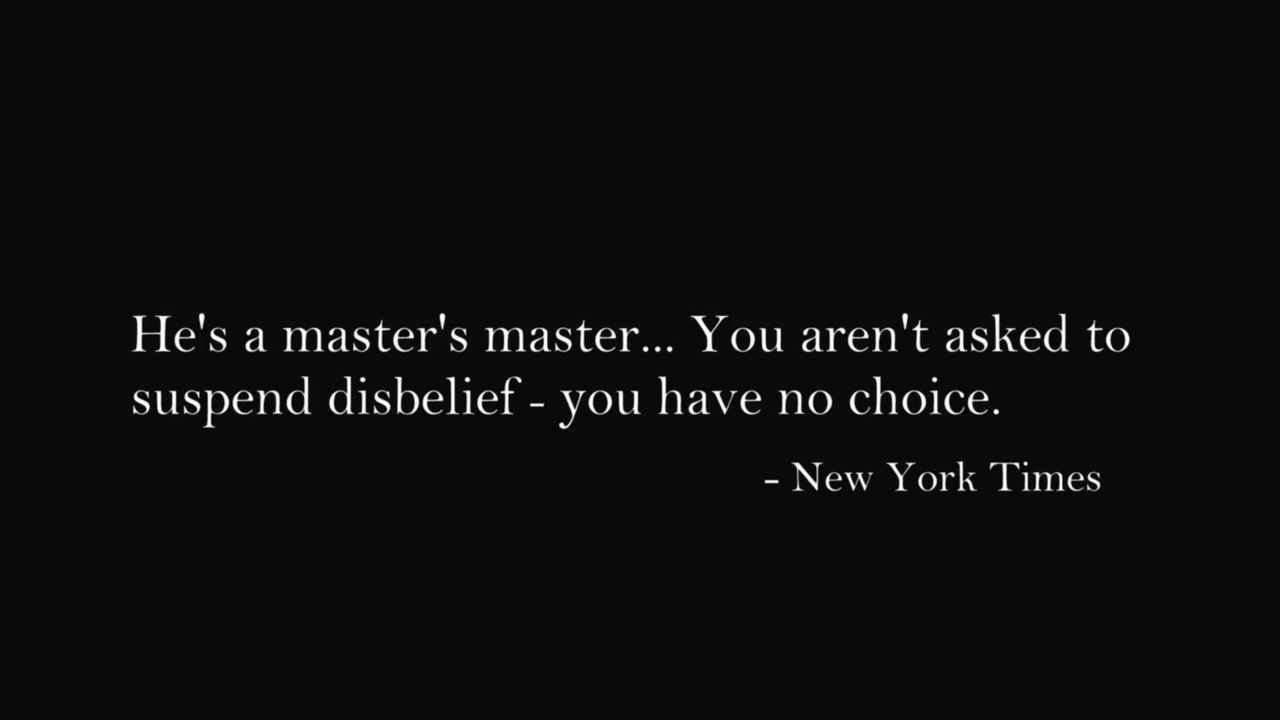 He's a master's master... You aren't asked to
suspend disbelief - you have no choice.
- New York Times